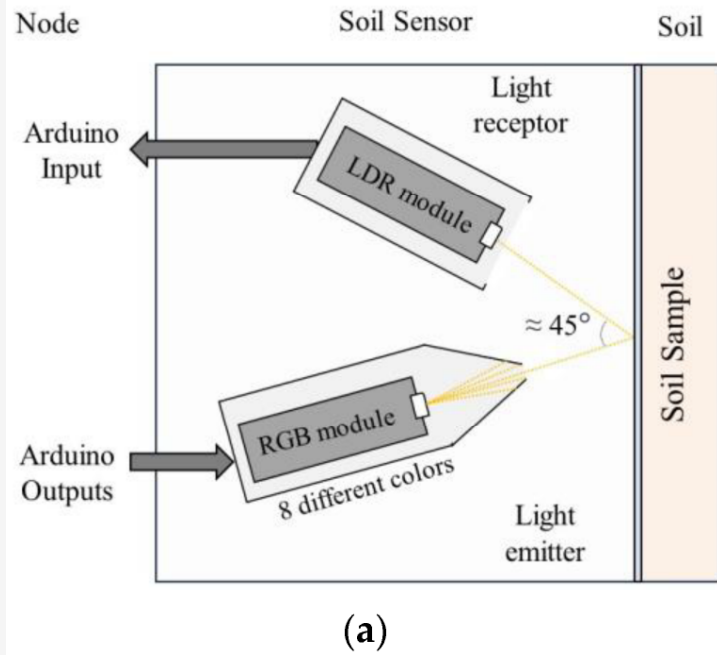 Node
Soil Sensor
Soil
Light
receptor
Arduino
Input
LDR module
≈ 45°
Soil Sample
RGB module
Arduino
Outputs
8 different colors
Light
emitter
(a)